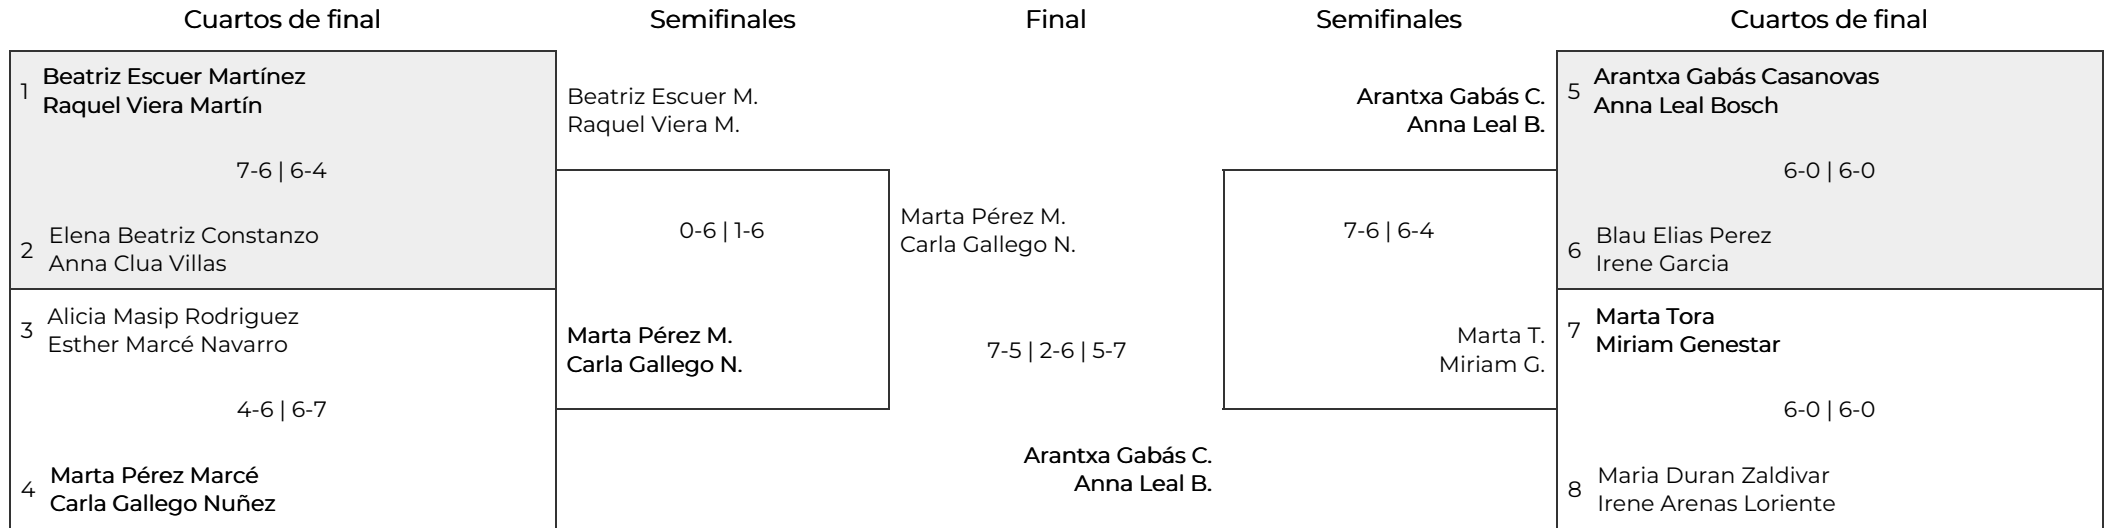 Cuartos de final
Semifinales
Final
Semifinales
Cuartos de final
1
Beatriz Escuer Martínez
Raquel Viera Martín
7-6 | 6-4
2
Elena Beatriz Constanzo
Anna Clua Villas
3
Alicia Masip Rodriguez
Esther Marcé Navarro
4-6 | 6-7
4
Marta Pérez Marcé
Carla Gallego Nuñez
Beatriz Escuer M.
Raquel Viera M.
0-6 | 1-6
Marta Pérez M.
Carla Gallego N.
Marta Pérez M.
Carla Gallego N.
7-5 | 2-6 | 5-7
Arantxa Gabás C.
Anna Leal B.
Arantxa Gabás C.
Anna Leal B.
7-6 | 6-4
Marta T.
Miriam G.
5
Arantxa Gabás Casanovas
Anna Leal Bosch
6-0 | 6-0
6
Blau Elias Perez
Irene Garcia
7
Marta Tora
Miriam Genestar
6-0 | 6-0
8
Maria Duran Zaldivar
Irene Arenas Loriente